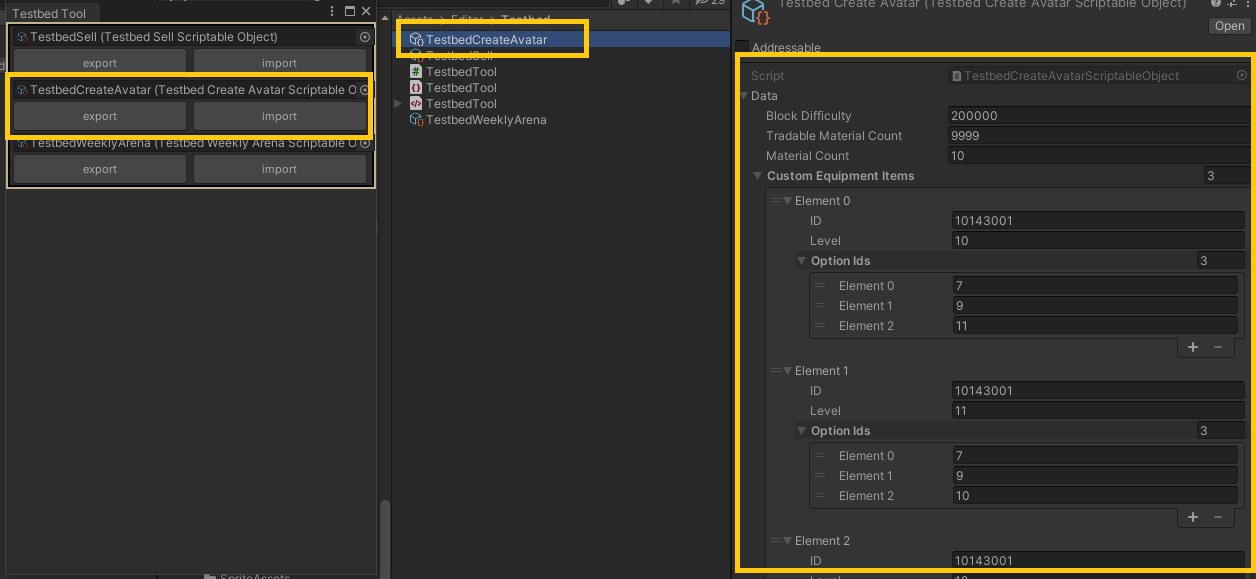 Testbed Tool
TestbedSell (Testbed Sell Scriptable Object)
export
import
TestbedCreateAvatar (Testbed Create Avatar Scriptable O
export
import
TestbedWeeklyArena (Testbed Weekly Arena Scriptable O
export
import
Assets > Editor > Testbed
TestbedCreateAvatar
TestbedSell
TestbedTool
TestbedTool
TestbedTool
TestbedWeeklyArena
SpriteAssets
29
Testbed Create Avatar (Testbed Create Avatar Scriptable Object)
Open
Addressable
Script
TestbedCreateAvatarScriptableObject
Data
Block Difficulty
200000
Tradable Material Count
9999
Material Count
10
Custom Equipment Items
3
Element 0
ID
10143001
Level
10
Option Ids
3
Element 0
7
Element 1
9
Element 2
11
+ −
Element 1
ID
10143001
Level
11
Option Ids
3
Element 0
7
Element 1
9
Element 2
10
+ −
Element 2
ID
10143001